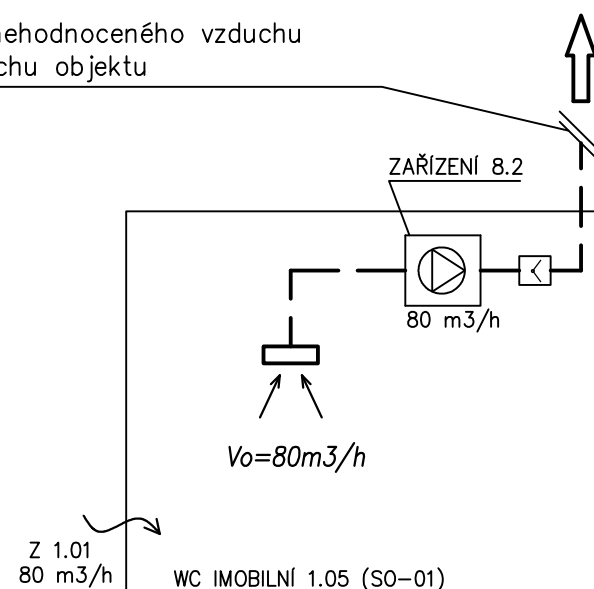 nehodnoceného vzduchu
chu objektu
ZAŘÍZENÍ 8.2
80 m3/h
Vo=80m3/h
Z 1.01
80 m3/h
WC IMOBILNÍ 1.05 (SO-01)